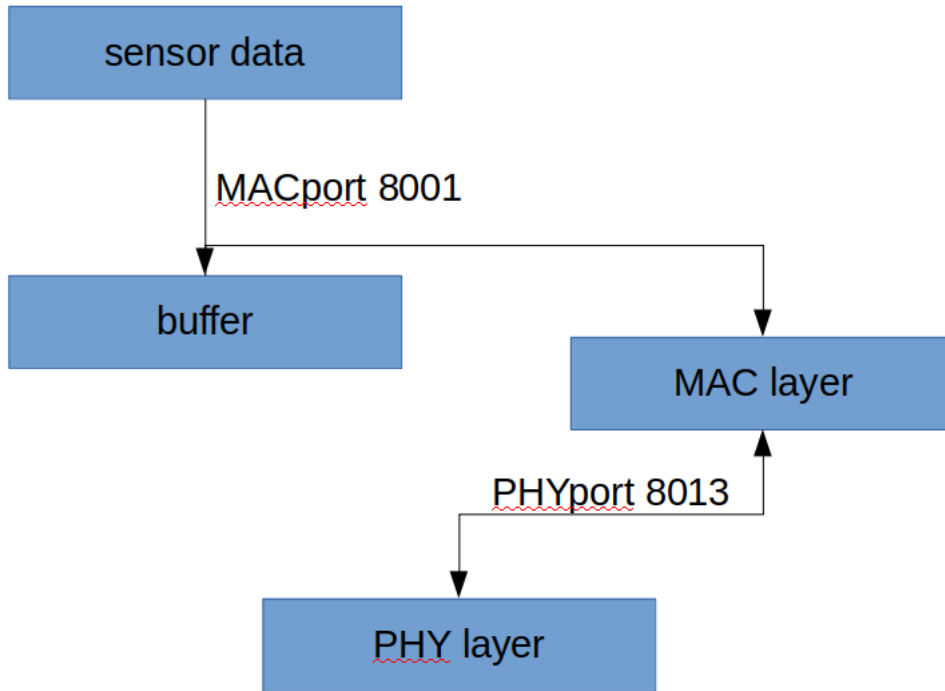 sensor data
MACport 8001
buffer
MAC layer
PHYport 8013
PHY layer